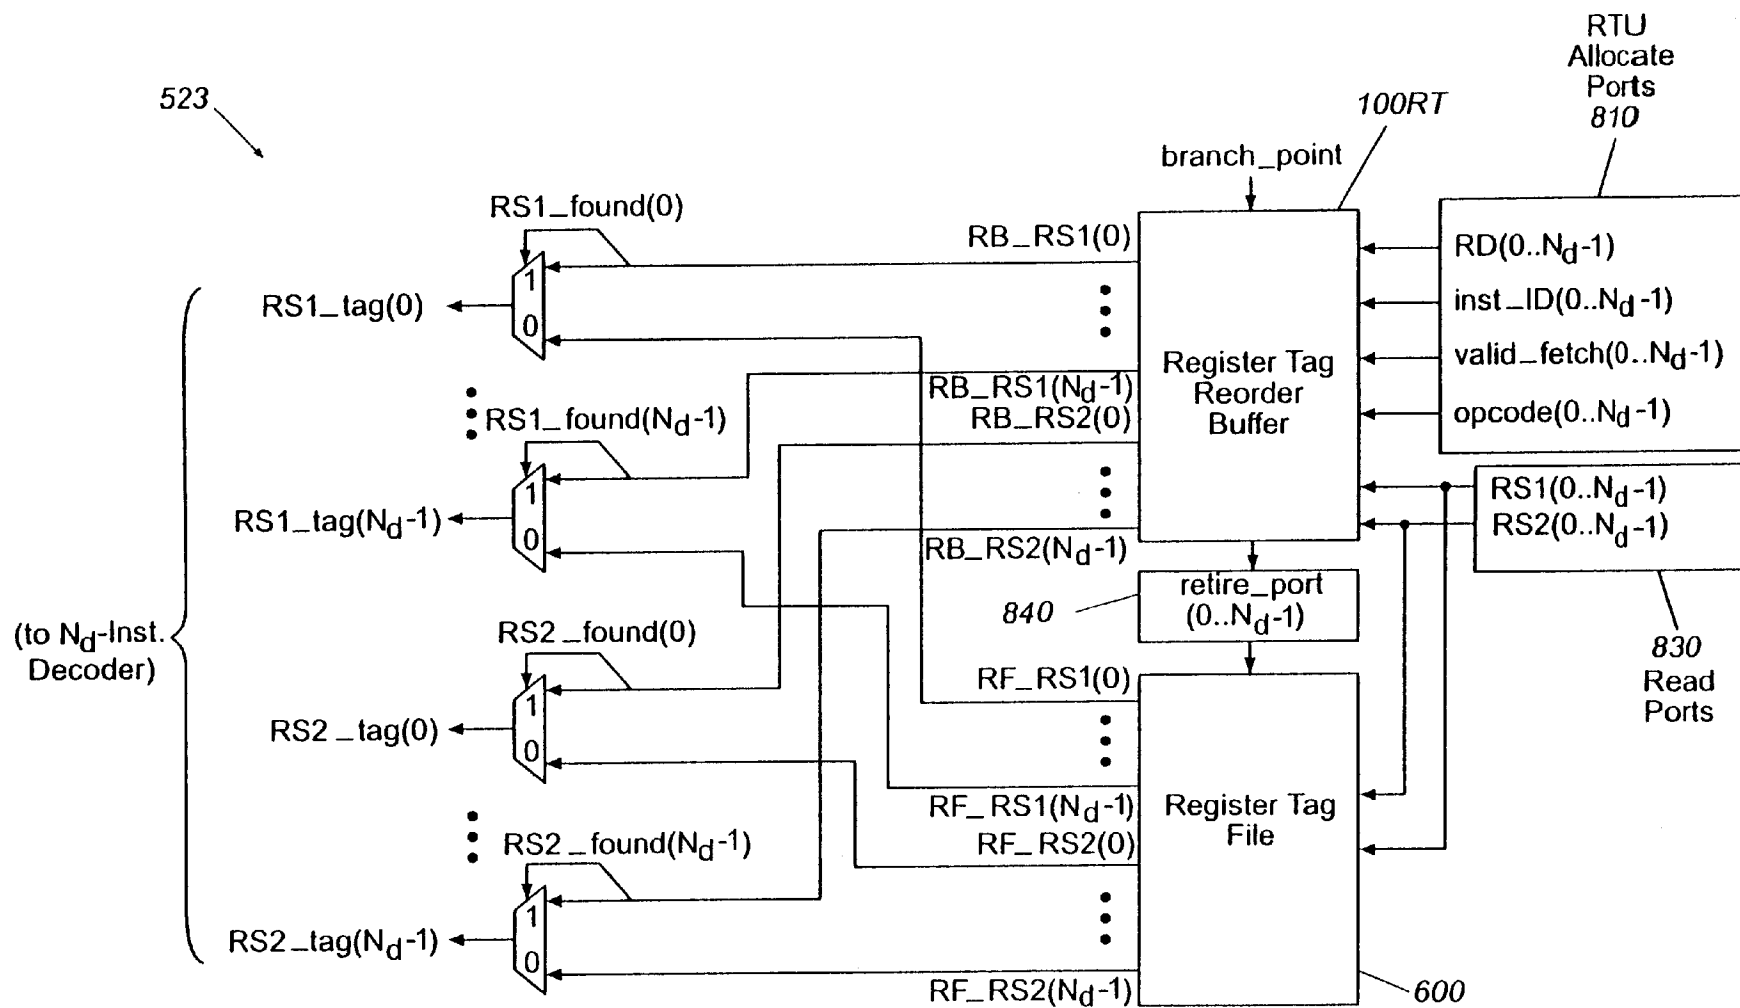 RTU
Allocate
Ports
810
523
100RT
branch_point
RS1_found(0)
RB_RS1(0)
RD(0..Nd-1)
1
RS1_tag(0)
inst_ID(0..Nd-1)
0
valid_fetch(0..Nd-1)
Register Tag
Reorder
Buffer
RB_RS1(Nd-1)
RS1_found(Nd-1)
RB_RS2(0)
opcode(0..Nd-1)
1
RS1(0..Nd-1)
RS1_tag(Nd-1)
RS2(0..Nd-1)
0
RB_RS2(Nd-1)
retire_port
(0..Nd-1)
840
(to Nd-Inst.
Decoder)
RS2_found(0)
830
Read
Ports
RF_RS1(0)
1
RS2_tag(0)
0
RF_RS1(Nd-1)
Register Tag
File
RS2_found(Nd-1)
RF_RS2(0)
1
RS2_tag(Nd-1)
0
RF_RS2(Nd-1)
600